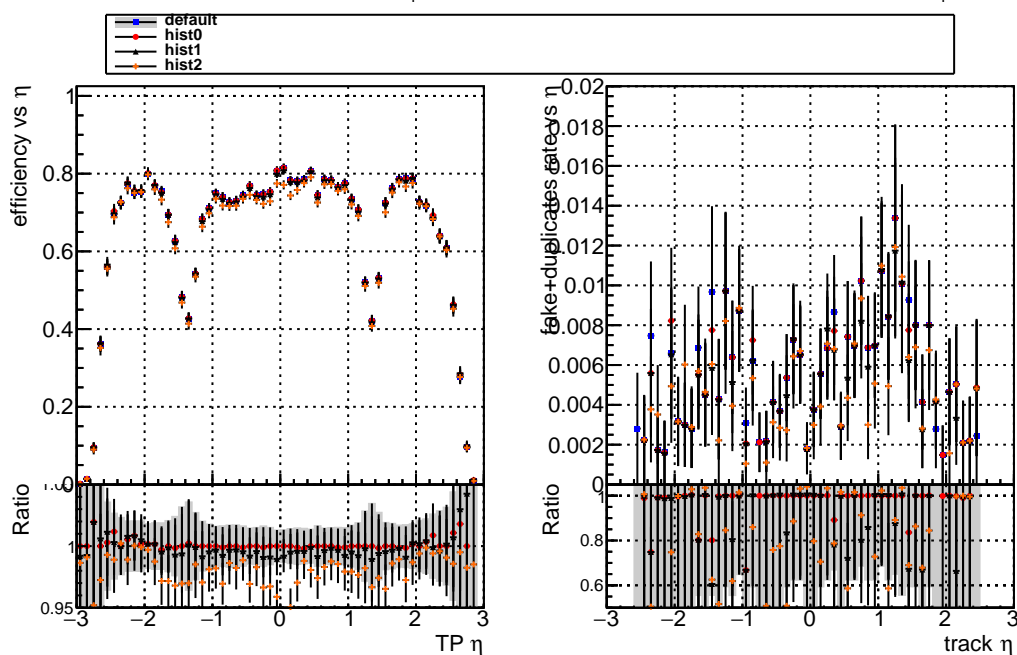 default
hist0
hist1
hist2
efficiency vs η
1
0.8
0.6
0.4
0.2
0
Ratio
1
0.95
−3 −2 −1 0 1 2 3
TP η
fake+duplicates rate vs η
0.02
0.018
0.016
0.014
0.012
0.01
0.008
0.006
0.004
0.002
0
Ratio
1
0.8
0.6
−3 −2 −1 0 1 2 3
track η